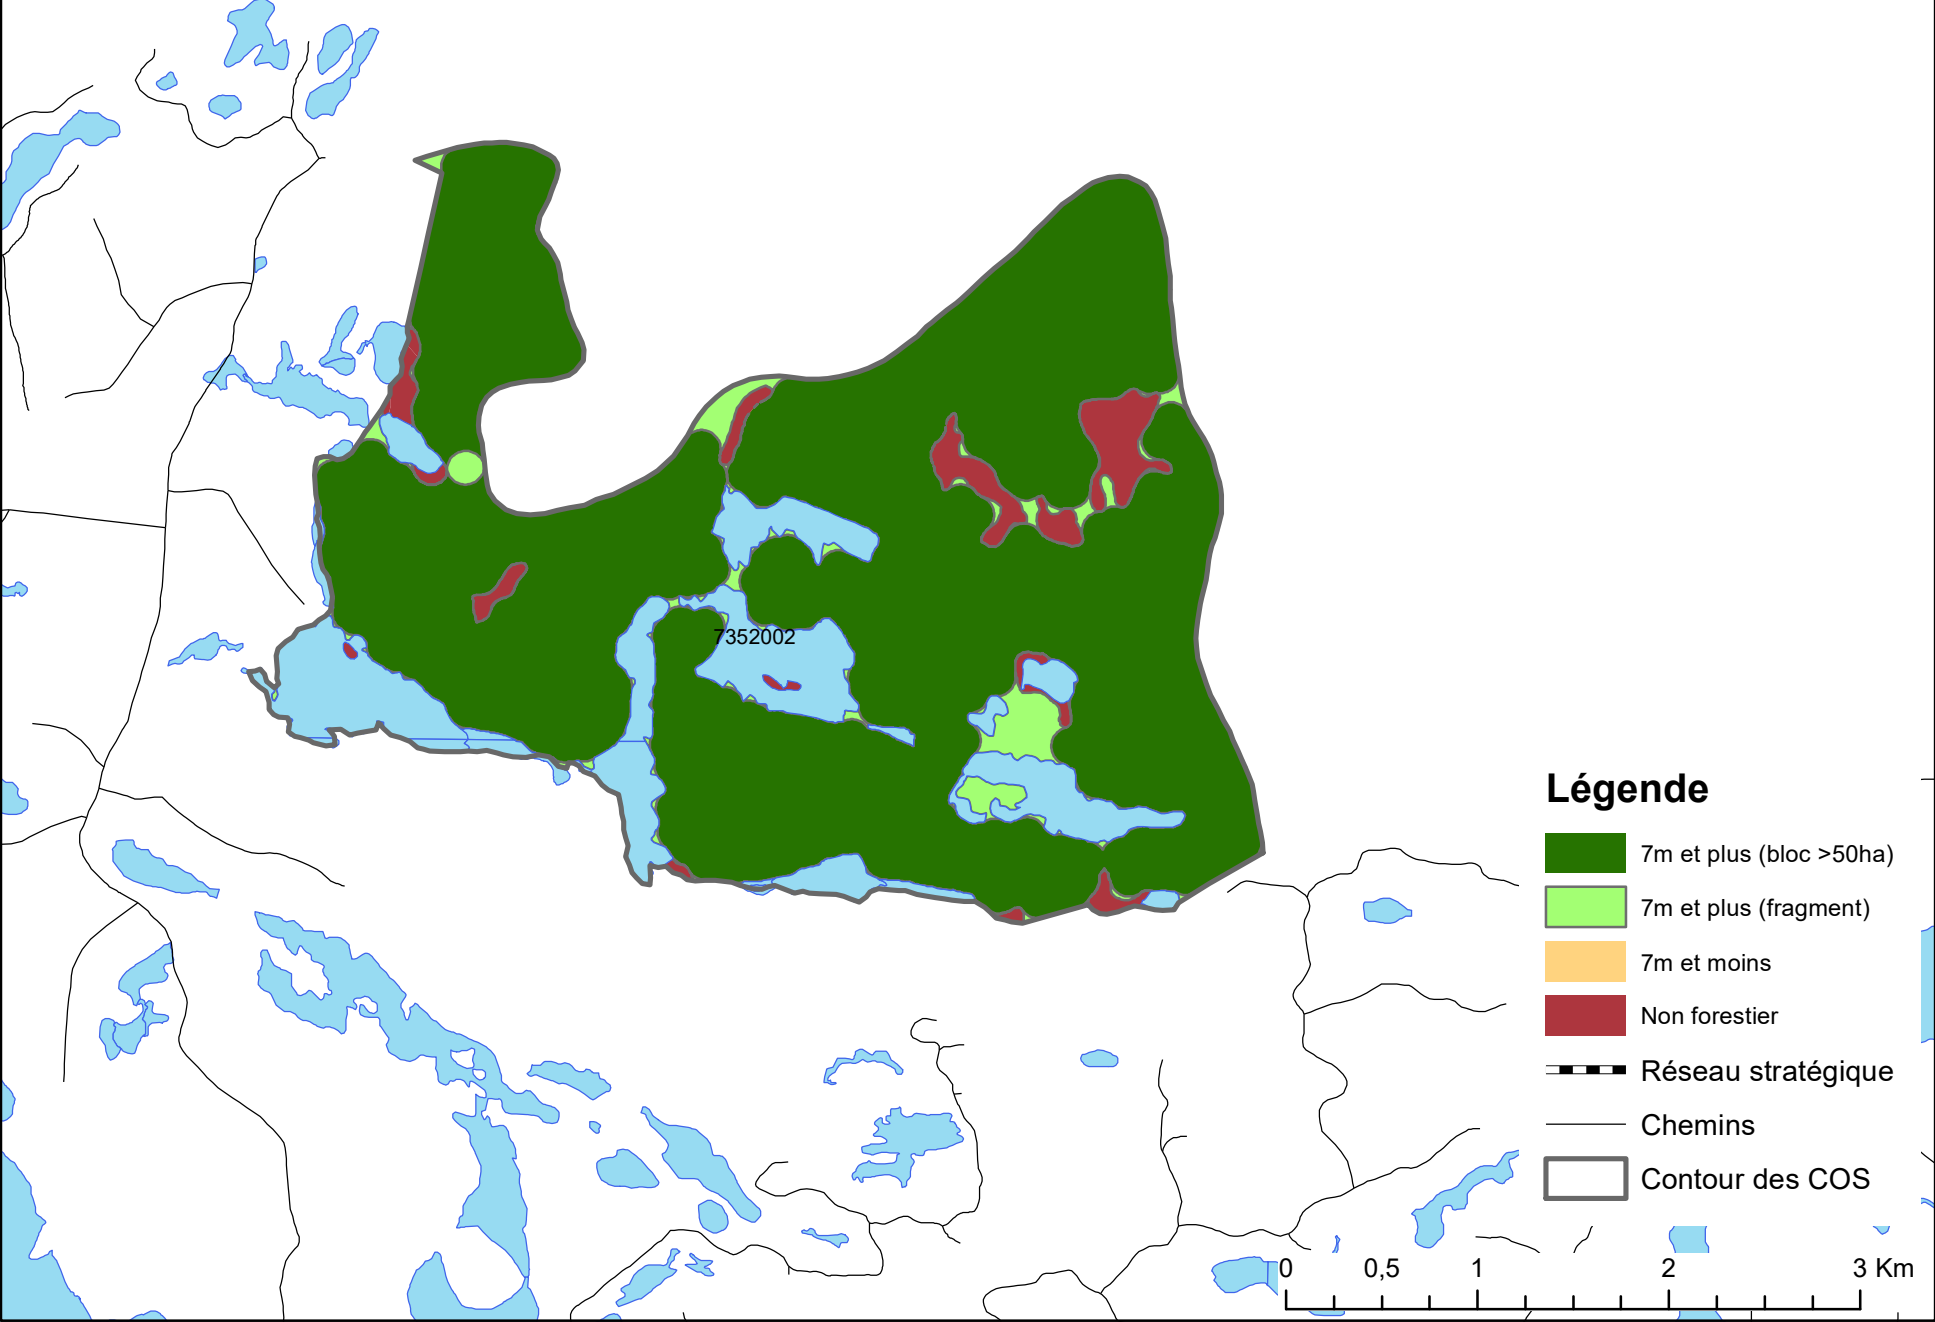 7352002
Légende
7m et plus (bloc >50ha)
7m et plus (fragment)
7m et moins
Non forestier
Réseau stratégique
Chemins
Contour des COS
0 0,5 1 2 3 Km